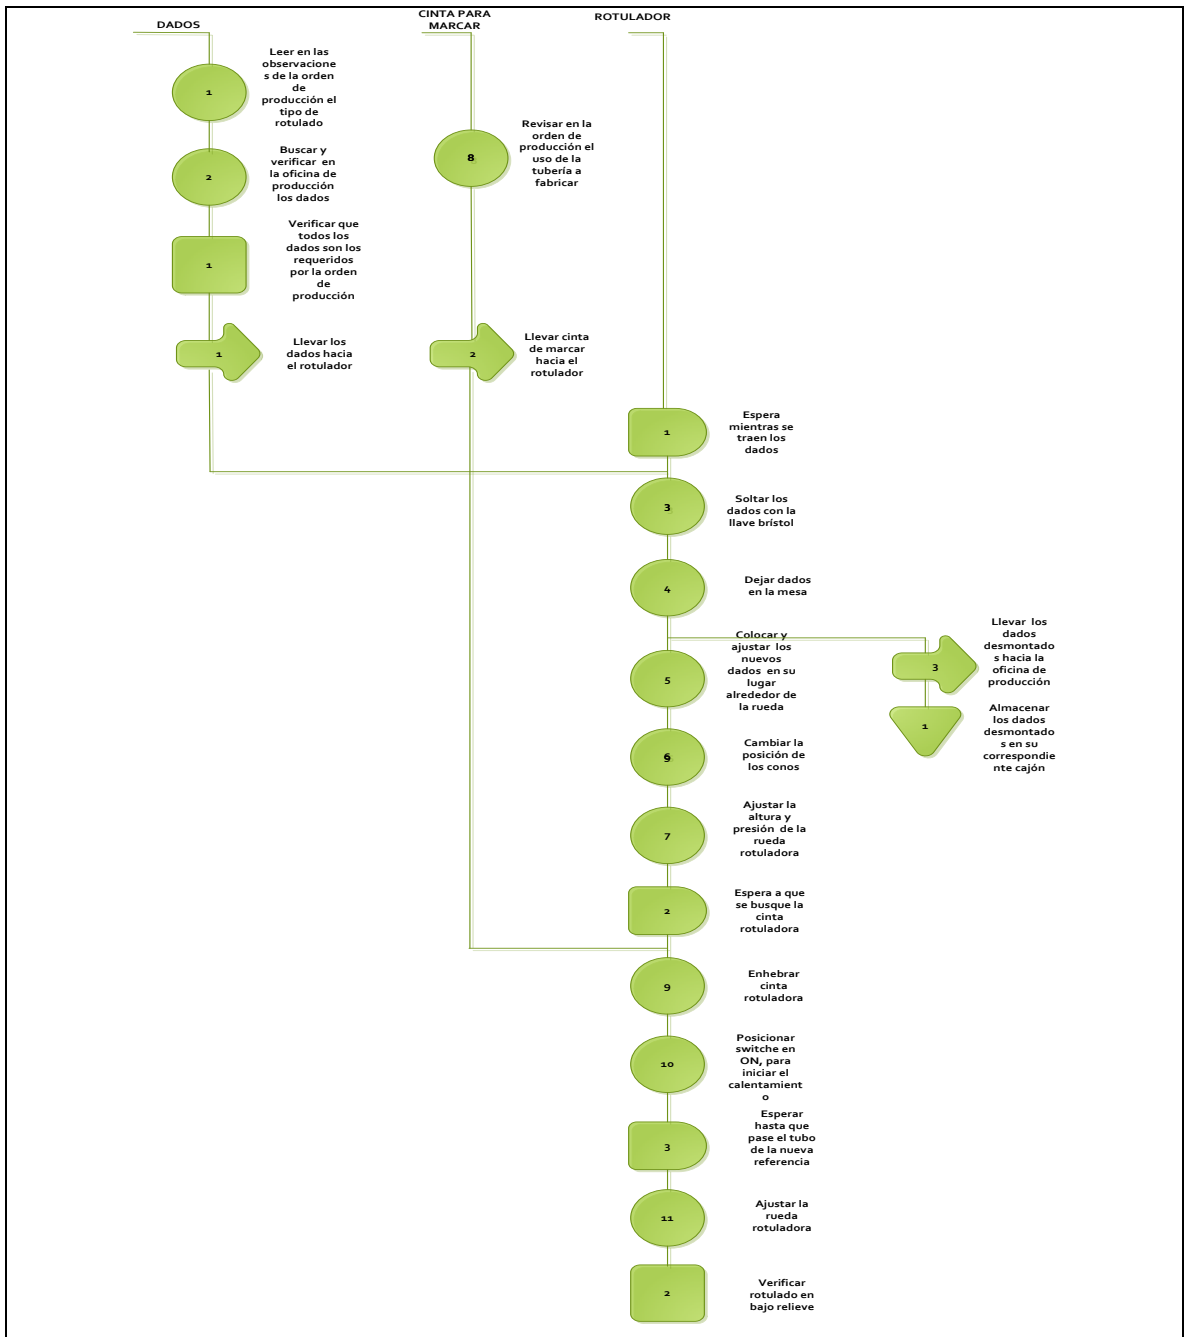 DADOS
CINTA PARA
MARCAR
ROTULADOR
1
Leer en las
observacione
s de la orden
de
producción el
tipo de
rotulado
2
Buscar y
verificar en
la oficina de
producción
los dados
1
Verificar que
todos los
dados son los
requeridos
por la orden
de
producción
1
Llevar los
dados hacia
el rotulador
8
Revisar en la
orden de
producción el
uso de la
tubería a
fabricar
2
Llevar cinta
de marcar
hacia el
rotulador
1
Espera
mientras se
traen los
dados
3
Soltar los
dados con la
llave brístol
4
Dejar dados
en la mesa
5
Colocar y
ajustar los
nuevos
dados en su
lugar
alrededor de
la rueda
3
Llevar los
dados
desmontado
s hacia la
oficina de
producción
1
Almacenar
los dados
desmontado
s en su
correspondie
nte cajón
Cambiar la
posición de
los conos
7
Ajustar la
altura y
presión de la
rueda
rotuladora
2
Espera a que
se busque la
cinta
rotuladora
9
Enhebrar
cinta
rotuladora
10
Posicionar
switche en
ON, para
iniciar el
calentamient
o
3
Esperar
hasta que
pase el tubo
de la nueva
referencia
11
Ajustar la
rueda
rotuladora
2
Verificar
rotulado en
bajo relieve